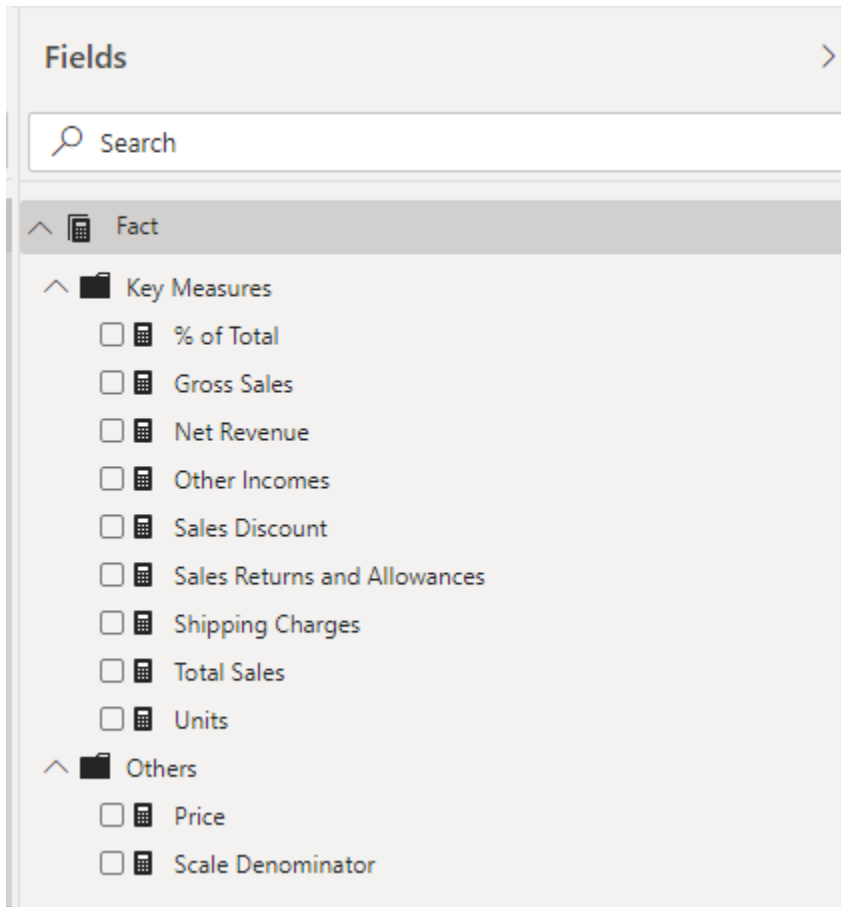 Fields
Search
Fact
Key Measures
% of Total
Gross Sales
Net Revenue
Other Incomes
Sales Discount
Sales Returns and Allowances
Shipping Charges
Total Sales
Units
Others
Price
Scale Denominator